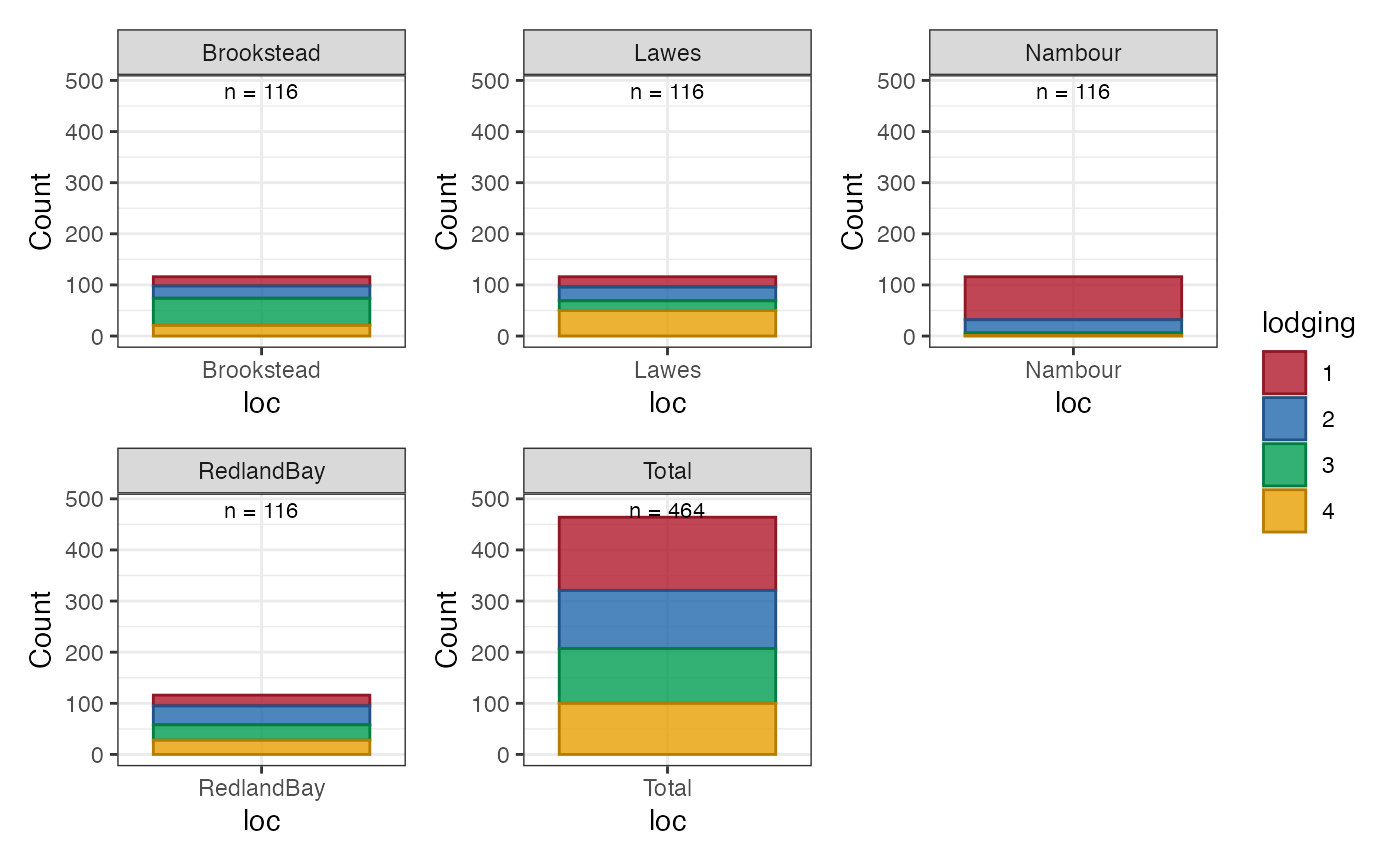 Brookstead Lawes Nambour
500 500 500
n = 116 n = 116 n = 116
400 400 400
300 300 300
Count Count Count
200 200 200
100 100 100
0 0 0
Brookstead Lawes Nambour
loc loc loc
lodging
1
2
3
4
RedlandBay Total
500 500
n = 116 n = 464
400 400
300 300
Count Count
200 200
100 100
0 0
RedlandBay Total
loc loc